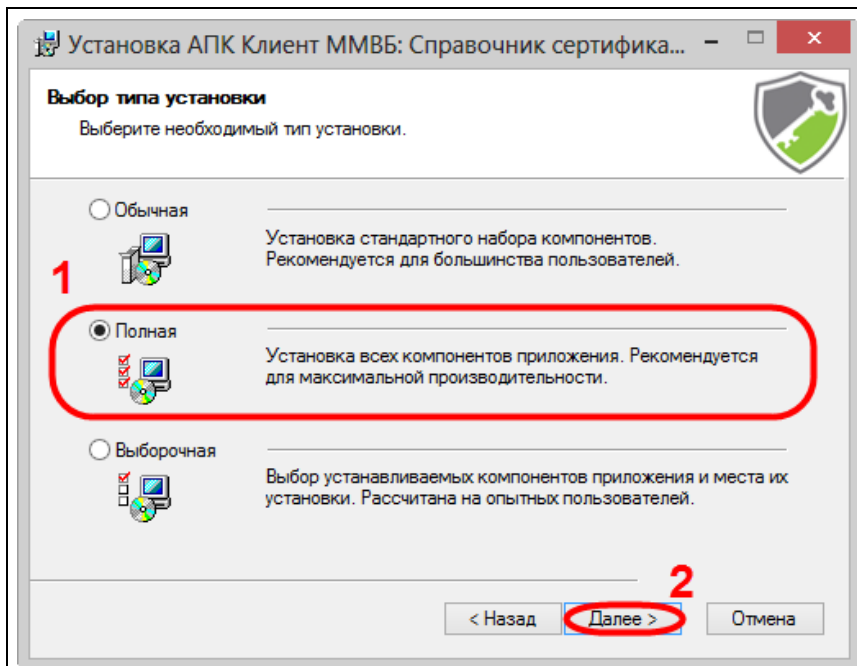 Установка АПК Клиент ММВБ: Справочник сертифика...
Выбор типа установки
Выберите необходимый тип установки.
Обычная
Установка стандартного набора компонентов.
Рекомендуется для большинства пользователей.
1
Полная
Установка всех компонентов приложения. Рекомендуется
для максимальной производительности.
Выборочная
Выбор устанавливаемых компонентов приложения и места их
установки. Рассчитана на опытных пользователей.
2
< Назад
Далее >
Отмена